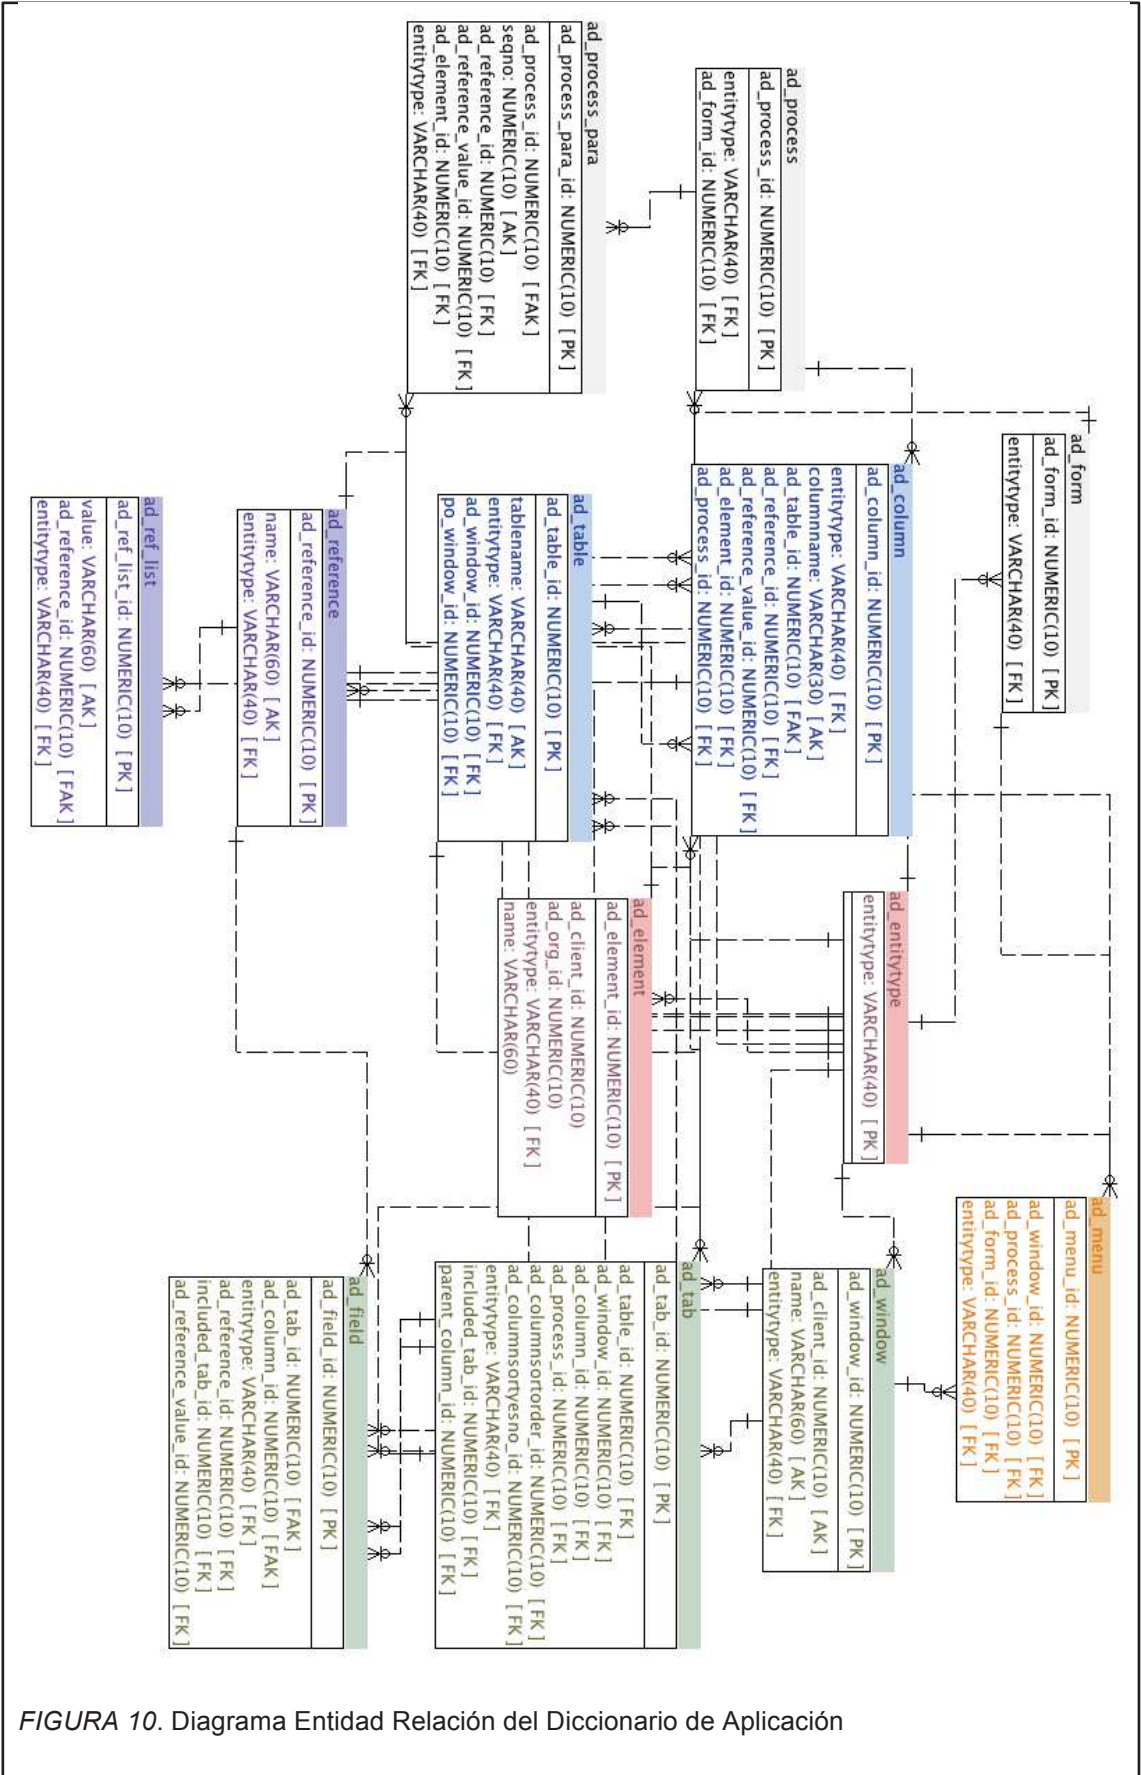 ad_process_para
ad_process_para_id: NUMERIC(10) [ PK ]
ad_process_id: NUMERIC(10) [ FAK ]
seqno: NUMERIC(10) [ AK ]
ad_reference_id: NUMERIC(10) [ FK ]
ad_reference_value_id: NUMERIC(10) [ FK ]
ad_element_id: NUMERIC(10) [ FK ]
entitytype: VARCHAR(40) [ FK ]
ad_process
ad_process_id: NUMERIC(10) [ PK ]
entitytype: VARCHAR(40) [ FK ]
ad_form_id: NUMERIC(10) [ FK ]
ad_form
ad_form_id: NUMERIC(10) [ PK ]
entitytype: VARCHAR(40) [ FK ]
ad_column
ad_column_id: NUMERIC(10) [ PK ]
entitytype: VARCHAR(40) [ FK ]
columnname: VARCHAR(30) [ AK ]
ad_table_id: NUMERIC(10) [ FAK ]
ad_reference_id: NUMERIC(10) [ FK ]
ad_reference_value_id: NUMERIC(10) [ FK ]
ad_element_id: NUMERIC(10) [ FK ]
ad_process_id: NUMERIC(10) [ FK ]
ad_table
ad_table_id: NUMERIC(10) [ PK ]
tablename: VARCHAR(40) [ AK ]
entitytype: VARCHAR(40) [ FK ]
ad_window_id: NUMERIC(10) [ FK ]
po_window_id: NUMERIC(10) [ FK ]
ad_reference
ad_reference_id: NUMERIC(10) [ PK ]
name: VARCHAR(60) [ AK ]
entitytype: VARCHAR(40) [ FK ]
ad_ref_list
ad_ref_list_id: NUMERIC(10) [ PK ]
value: VARCHAR(60) [ AK ]
ad_reference_id: NUMERIC(10) [ FAK ]
entitytype: VARCHAR(40) [ FK ]
ad_entitytype
entitytype: VARCHAR(40) [ PK ]
ad_element
ad_element_id: NUMERIC(10) [ PK ]
ad_client_id: NUMERIC(10)
ad_org_id: NUMERIC(10)
entitytype: VARCHAR(40) [ FK ]
name: VARCHAR(60)
ad_menu
ad_menu_id: NUMERIC(10) [ PK ]
ad_window_id: NUMERIC(10) [ FK ]
ad_process_id: NUMERIC(10) [ FK ]
ad_form_id: NUMERIC(10) [ FK ]
entitytype: VARCHAR(40) [ FK ]
ad_window
ad_window_id: NUMERIC(10) [ PK ]
ad_client_id: NUMERIC(10) [ AK ]
name: VARCHAR(60) [ AK ]
entitytype: VARCHAR(40) [ FK ]
ad_tab
ad_tab_id: NUMERIC(10) [ PK ]
ad_table_id: NUMERIC(10) [ FK ]
ad_window_id: NUMERIC(10) [ FK ]
ad_column_id: NUMERIC(10) [ FK ]
ad_process_id: NUMERIC(10) [ FK ]
ad_columnsortorder_id: NUMERIC(10) [ FK ]
ad_columnsortyesno_id: NUMERIC(10) [ FK ]
entitytype: VARCHAR(40) [ FK ]
included_tab_id: NUMERIC(10) [ FK ]
parent_column_id: NUMERIC(10) [ FK ]
ad_field
ad_field_id: NUMERIC(10) [ PK ]
ad_tab_id: NUMERIC(10) [ FAK ]
ad_column_id: NUMERIC(10) [ FAK ]
entitytype: VARCHAR(40) [ FK ]
ad_reference_id: NUMERIC(10) [ FK ]
included_tab_id: NUMERIC(10) [ FK ]
ad_reference_value_id: NUMERIC(10) [ FK ]
FIGURA 10. Diagrama Entidad Relación del Diccionario de Aplicación